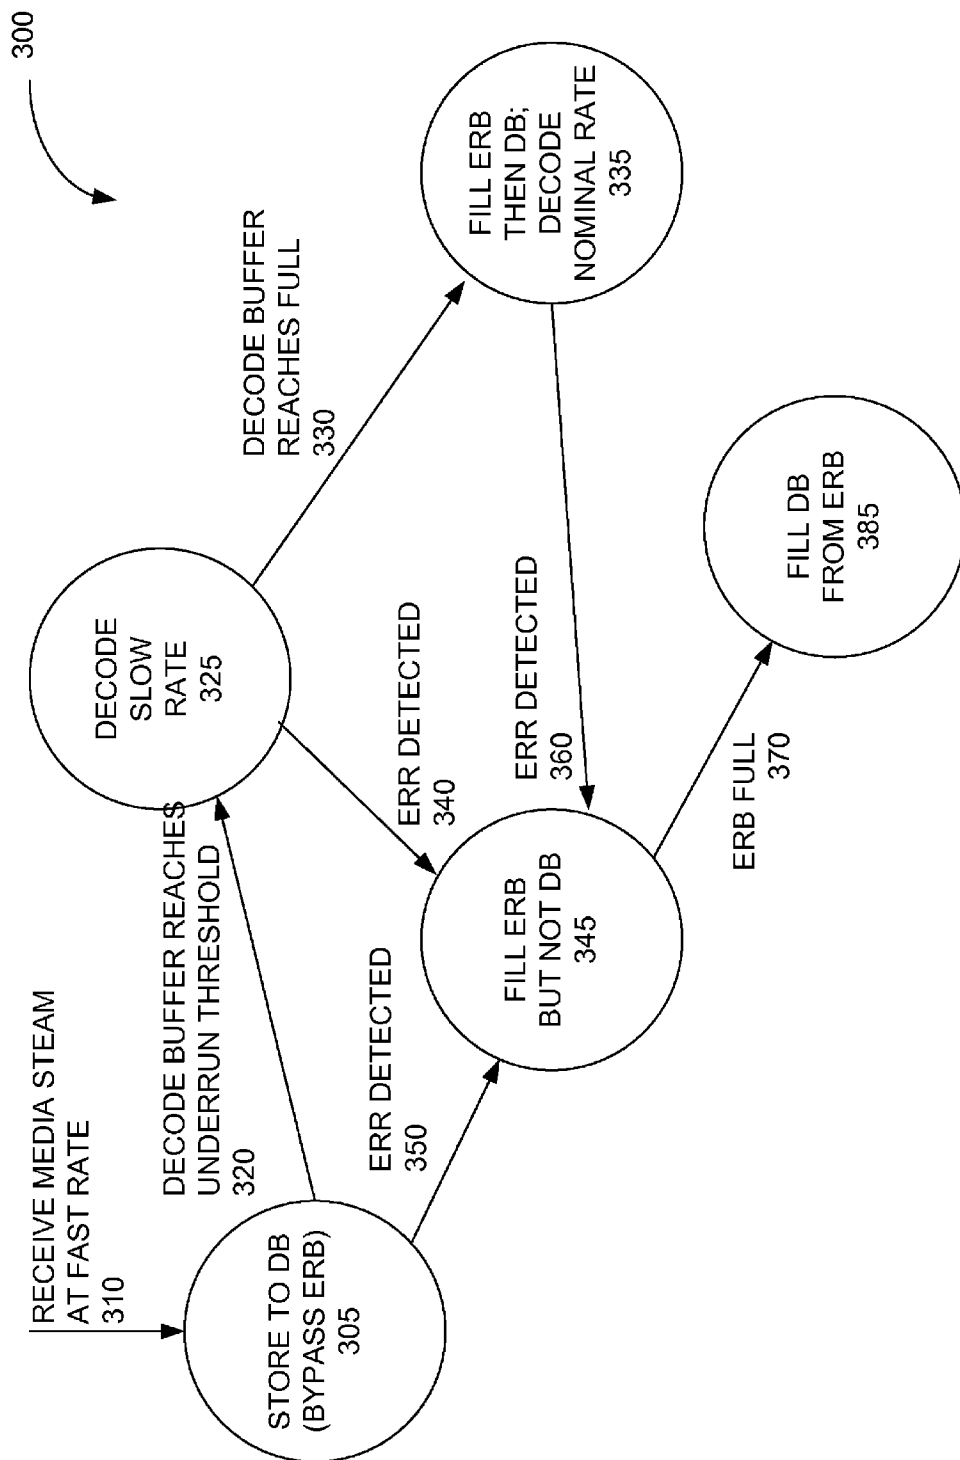 300
RECEIVE MEDIA STEAM
AT FAST RATE
310
STORE TO DB
(BYPASS ERB)
305
DECODE BUFFER REACHES
UNDERRUN THRESHOLD
320
DECODE
SLOW
RATE
325
DECODE BUFFER
REACHES FULL
330
FILL ERB
THEN DB;
DECODE
NOMINAL RATE
335
ERR DETECTED
350
ERR DETECTED
340
ERR DETECTED
360
FILL ERB
BUT NOT DB
345
ERB FULL
370
FILL DB
FROM ERB
385